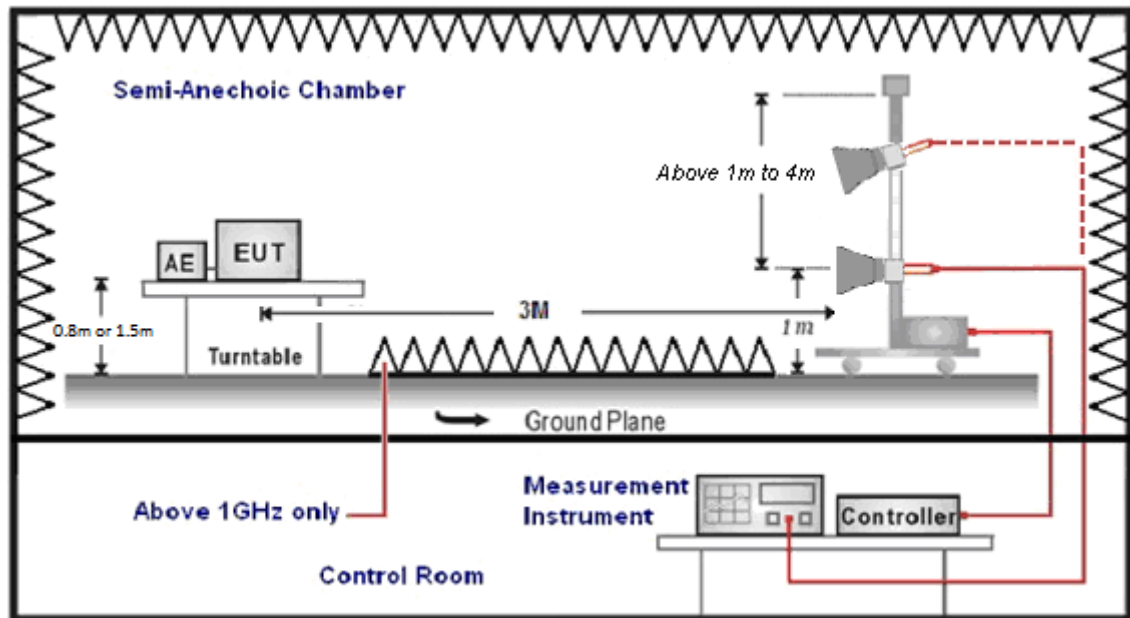 Semi-Anechoic Chamber
Above 1m to 4m
AE
EUT
0.8m or 1.5m
3M
1m
Turntable
Ground Plane
Above 1GHz only
Measurement
Instrument
Controller
Control Room